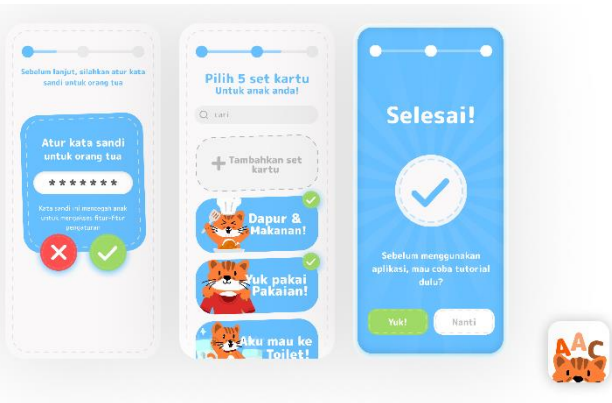 Sebelum lanjut, silahkan atur kata
sandi untuk orang tua
Atur kata sandi
untuk orang tua
*******
Kata sandi ini mencegah anak
untuk mengakses fitur-fitur
pengaturan
Pilih 5 set kartu
Untuk anak anda!
Cari
Tambahkan set
kartu
Dapur &
Makanan!
Yuk pakai
Pakaian!
Aku mau ke
Toilet!
Selesai!
Sebelum menggunakan
aplikasi, mau coba tutorial
dulu?
Yuk!
Nanti
AAC